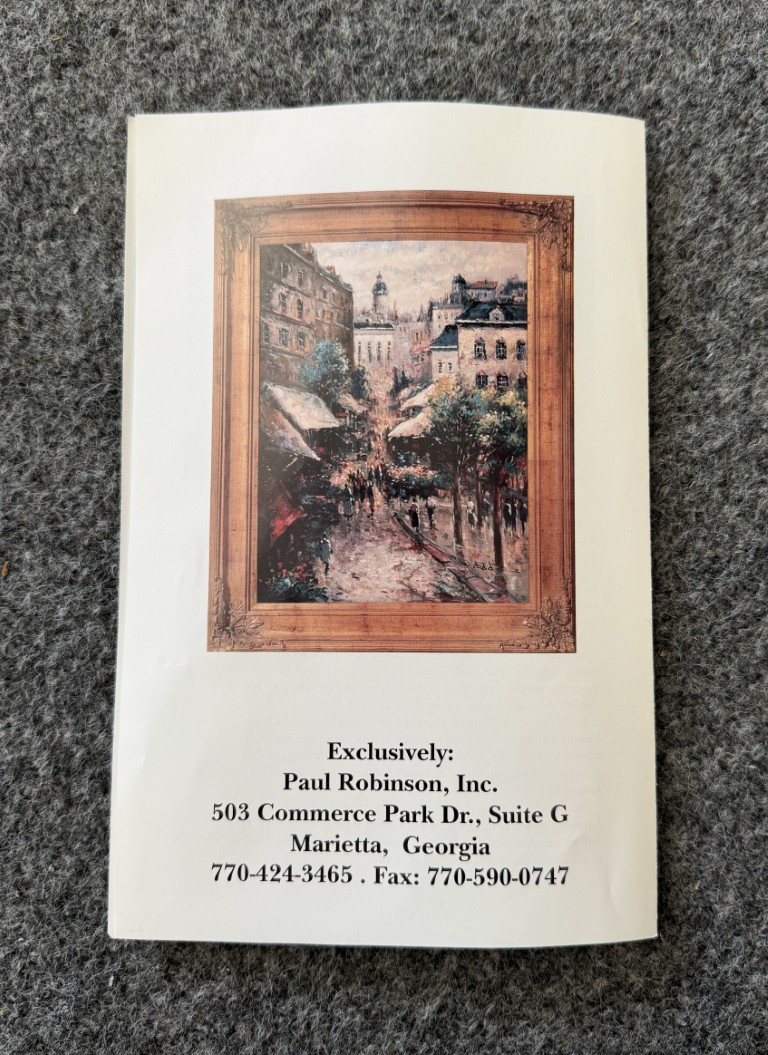 Exclusively:
Paul Robinson, Inc.
503 Commerce Park Dr., Suite G
Marietta, Georgia
770-424-3465 . Fax: 770-590-0747